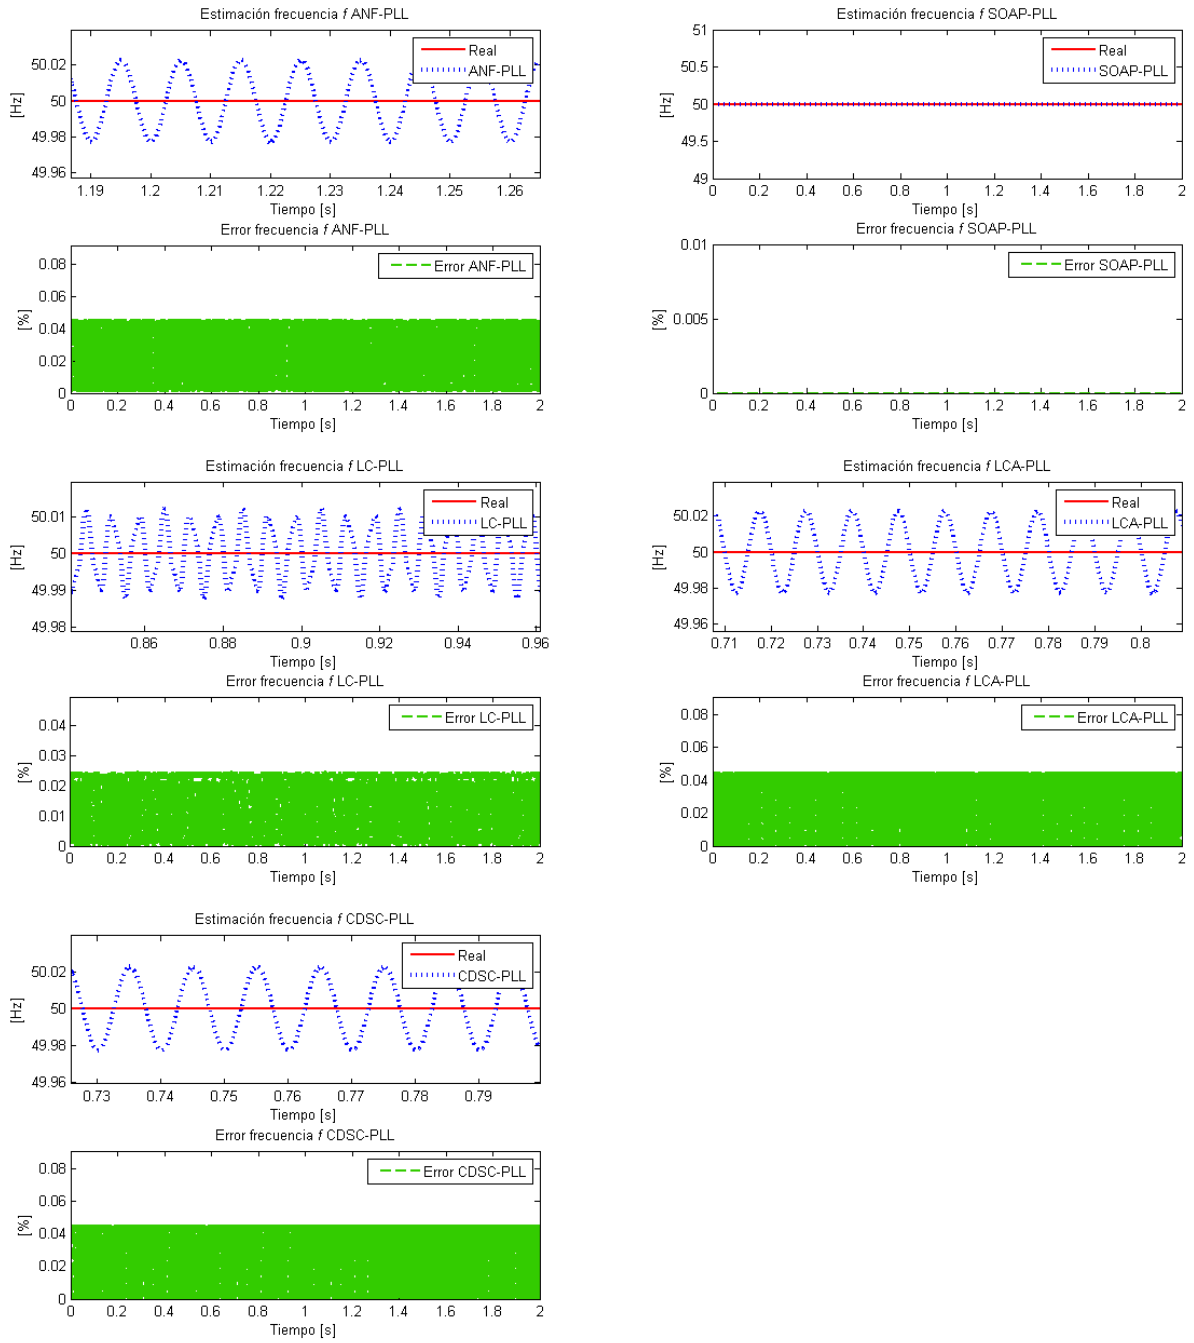 Estimación frecuencia f ANF-PLL
50.02
50
49.98
49.96
[Hz]
Real
ANF-PLL
1.19 1.2 1.21 1.22 1.23 1.24 1.25 1.26
Tiempo [s]
Error frecuencia f ANF-PLL
0.08
0.06
0.04
0.02
0
[%]
Error ANF-PLL
0 0.2 0.4 0.6 0.8 1 1.2 1.4 1.6 1.8 2
Tiempo [s]
Estimación frecuencia f SOAP-PLL
51
50.5
50
49.5
49
[Hz]
Real
SOAP-PLL
0 0.2 0.4 0.6 0.8 1 1.2 1.4 1.6 1.8 2
Tiempo [s]
Error frecuencia f SOAP-PLL
0.01
0.005
0
[%]
Error SOAP-PLL
0 0.2 0.4 0.6 0.8 1 1.2 1.4 1.6 1.8 2
Tiempo [s]
Estimación frecuencia f LC-PLL
50.01
50
49.99
49.98
[Hz]
Real
LC-PLL
0.86 0.88 0.9 0.92 0.94 0.96
Tiempo [s]
Error frecuencia f LC-PLL
0.04
0.03
0.02
0.01
0
[%]
Error LC-PLL
0 0.2 0.4 0.6 0.8 1 1.2 1.4 1.6 1.8 2
Tiempo [s]
Estimación frecuencia f LCA-PLL
50.02
50
49.98
49.96
[Hz]
Real
LCA-PLL
0.71 0.72 0.73 0.74 0.75 0.76 0.77 0.78 0.79 0.8
Tiempo [s]
Error frecuencia f LCA-PLL
0.08
0.06
0.04
0.02
0
[%]
Error LCA-PLL
0 0.2 0.4 0.6 0.8 1 1.2 1.4 1.6 1.8 2
Tiempo [s]
Estimación frecuencia f CDSC-PLL
50.02
50
49.98
49.96
[Hz]
Real
CDSC-PLL
0.73 0.74 0.75 0.76 0.77 0.78 0.79
Tiempo [s]
Error frecuencia f CDSC-PLL
0.08
0.06
0.04
0.02
0
[%]
Error CDSC-PLL
0 0.2 0.4 0.6 0.8 1 1.2 1.4 1.6 1.8 2
Tiempo [s]